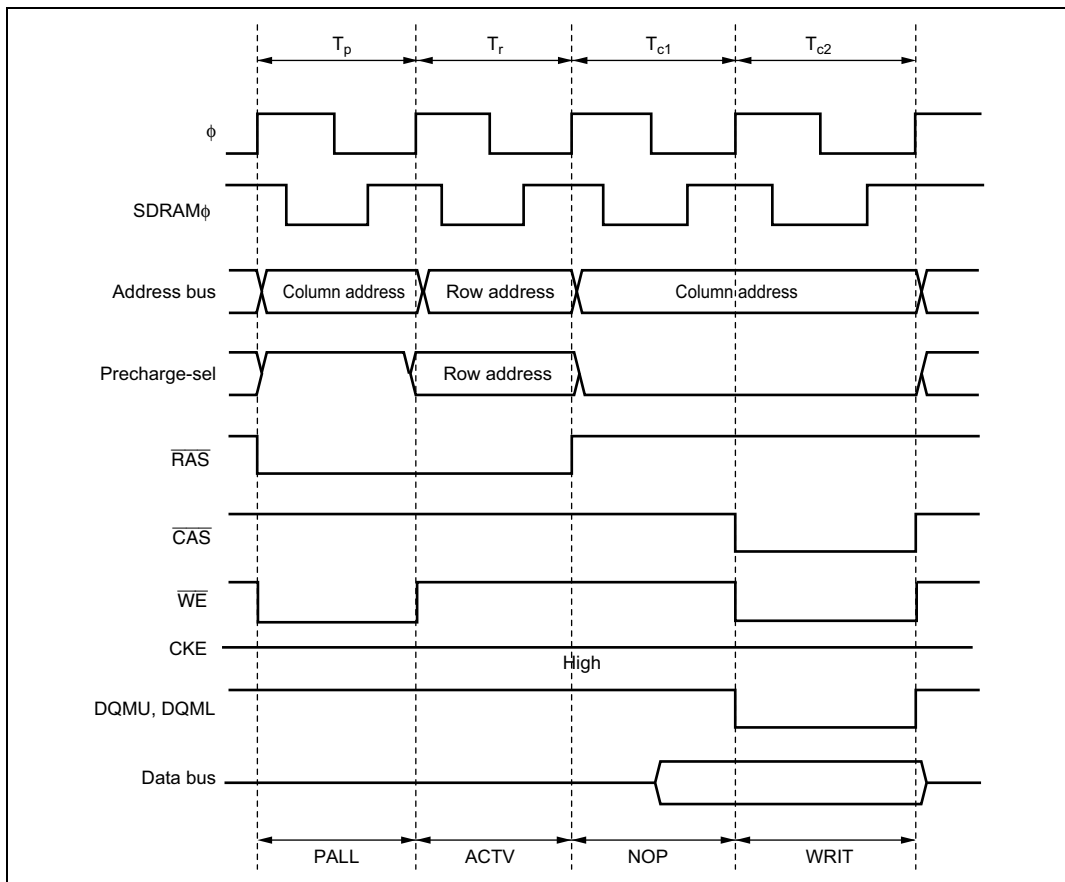 Tp Tr Tc1 Tc2
ϕ
SDRAMϕ
Address bus Column address Row address Column address
Precharge-sel Row address
RAS
CAS
WE
CKE
High
DQMU, DQML
Data bus
PALL ACTV NOP WRIT